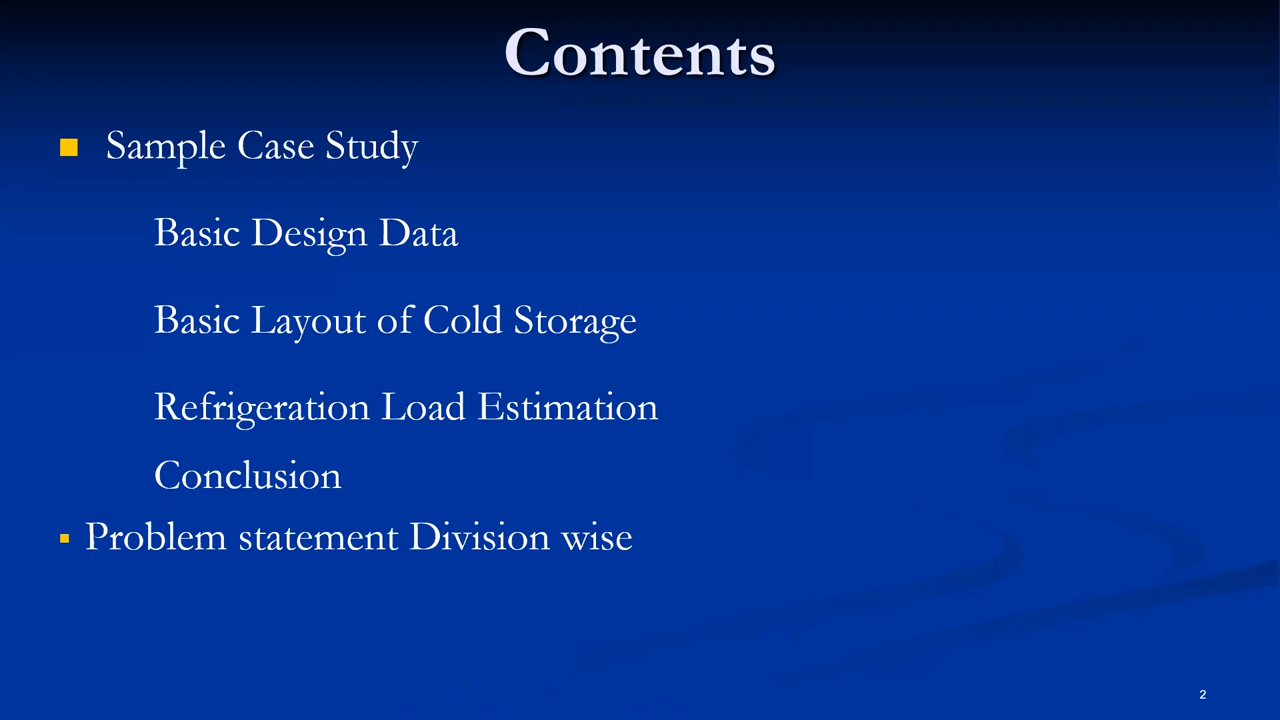 Contents
Sample Case Study
Basic Design Data
Basic Layout of Cold Storage
Refrigeration Load Estimation
Conclusion
Problem statement Division wise
2